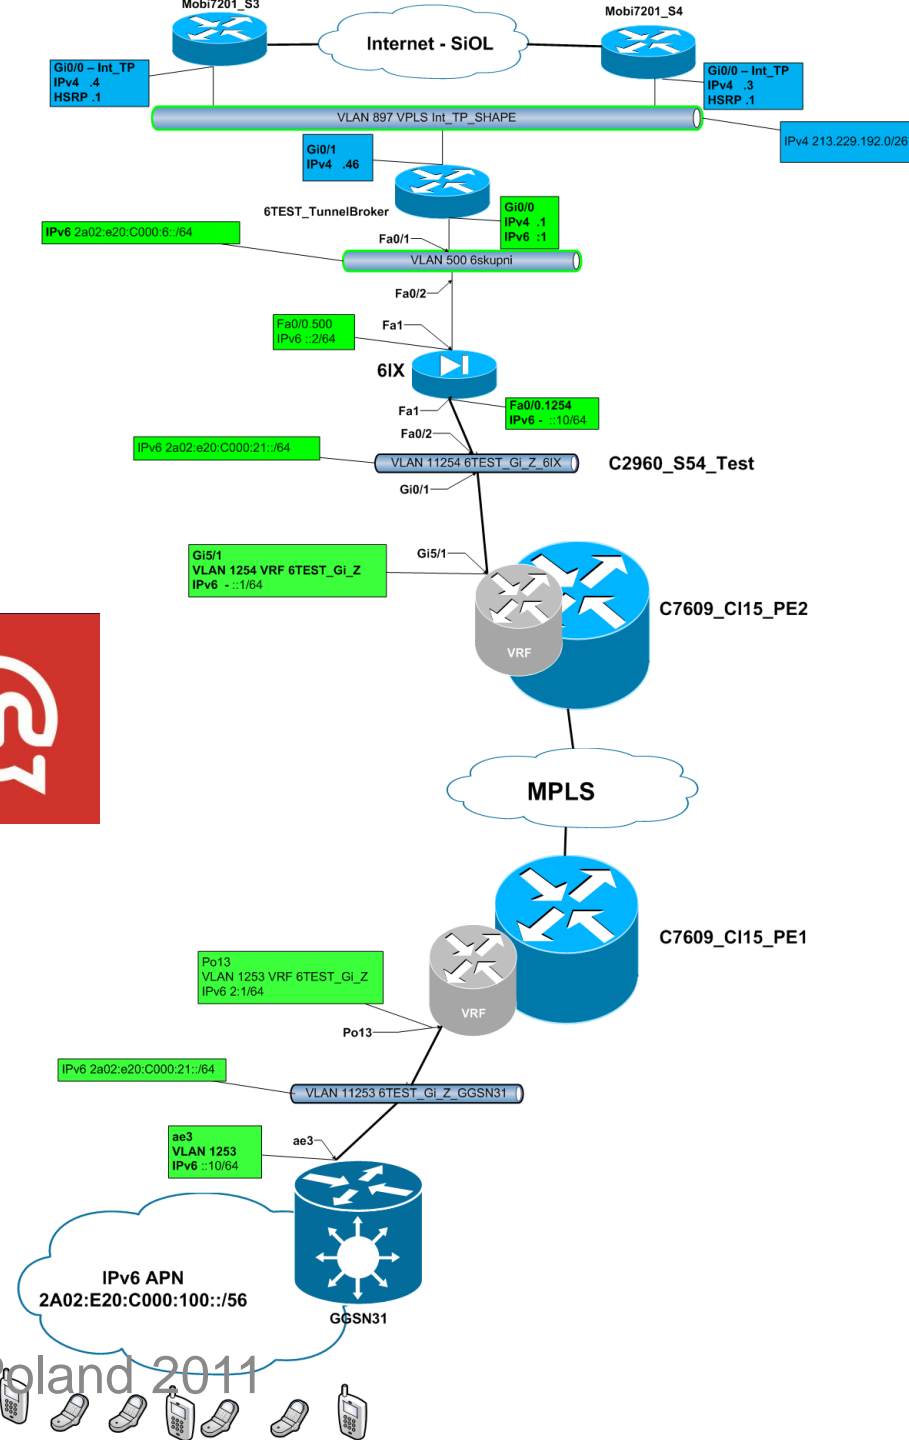 Mobi7201_S3
Mobi7201_S4
Internet - SiOL
Gi0/0 – Int_TP
IPv4 .4
HSRP .1
Gi0/0 – Int_TP
IPv4 .3
HSRP .1
VLAN 897 VPLS Int_TP_SHAPE
IPv4 213.229.192.0/26
Gi0/1
IPv4 .46
6TEST_TunnelBroker
Gi0/0
IPv4 .1
IPv6 :1
IPv6 2a02:e20:C000:6::/64
Fa0/1
VLAN 500 6skupni
Fa0/2
Fa0/0.500
IPv6 ::2/64
Fa1
6IX
Fa1
Fa0/0.1254
IPv6 - ::10/64
Fa0/2
IPv6 2a02:e20:C000:21::/64
VLAN 11254 6TEST_Gi_Z_6IX
C2960_S54_Test
Gi0/1
Gi5/1
VLAN 1254 VRF 6TEST_Gi_Z
IPv6 - ::1/64
Gi5/1
C7609_Cl15_PE2
VRF
MPLS
C7609_Cl15_PE1
Po13
VLAN 1253 VRF 6TEST_Gi_Z
IPv6 2:1/64
VRF
Po13
IPv6 2a02:e20:C000:21::/64
VLAN 11253 6TEST_Gi_Z_GGSN31
ae3
VLAN 1253
IPv6 ::10/64
ae3
IPv6 APN
2A02:E20:C000:100::/56
GGSN31
oland 2011